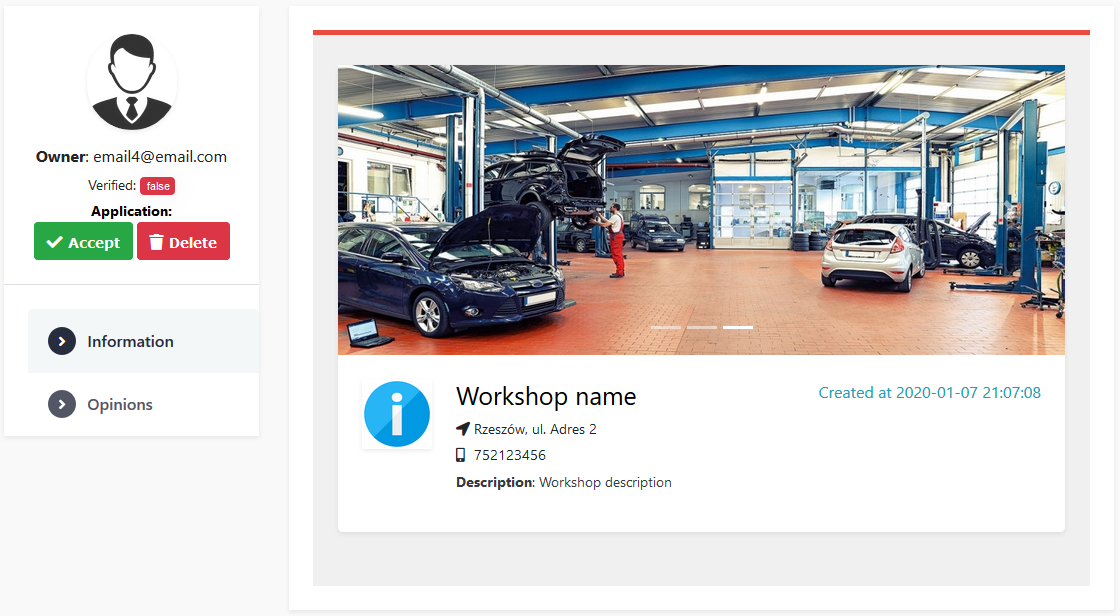 Owner: email4@email.com
Verified: false
Application:
Accept Delete
Information
Opinions
Workshop name
Created at 2020-01-07 21:07:08
Rzeszów, ul. Adres 2
752123456
Description: Workshop description